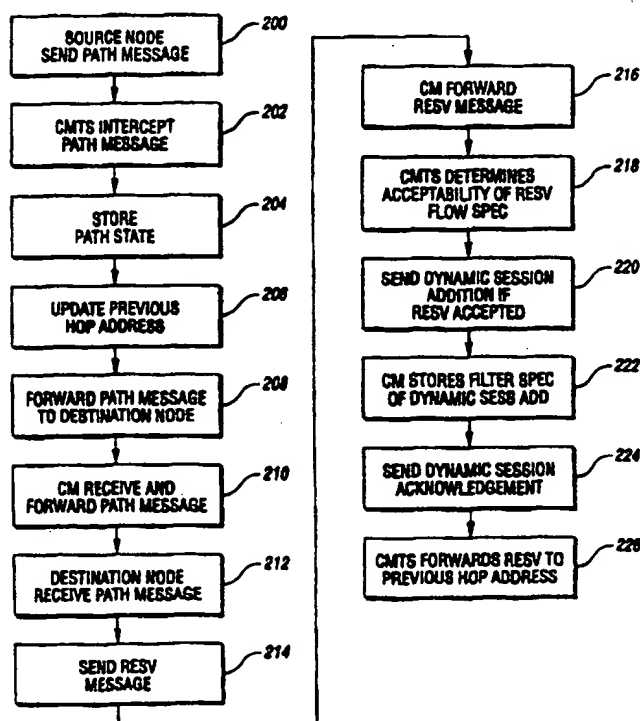 SOURCE NODE
SEND PATH MESSAGE
200
CMTS INTERCEPT
PATH MESSAGE
202
STORE
PATH STATE
204
UPDATE PREVIOUS
HOP ADDRESS
206
FORWARD PATH MESSAGE
TO DESTINATION NODE
208
CM RECEIVE AND
FORWARD PATH MESSAGE
210
DESTINATION NODE
RECEIVE PATH MESSAGE
212
SEND RESV
MESSAGE
214
CM FORWARD
RESV MESSAGE
216
CMTS DETERMINES
ACCEPTABILITY OF RESV
FLOW SPEC
218
SEND DYNAMIC SESSION
ADDITION IF
RESV ACCEPTED
220
CM STORES FILTER SPEC
OF DYNAMIC SESS ADD
222
SEND DYNAMIC SESSION
ACKNOWLEDGEMENT
224
CMTS FORWARDS RESV TO
PREVIOUS HOP ADDRESS
226